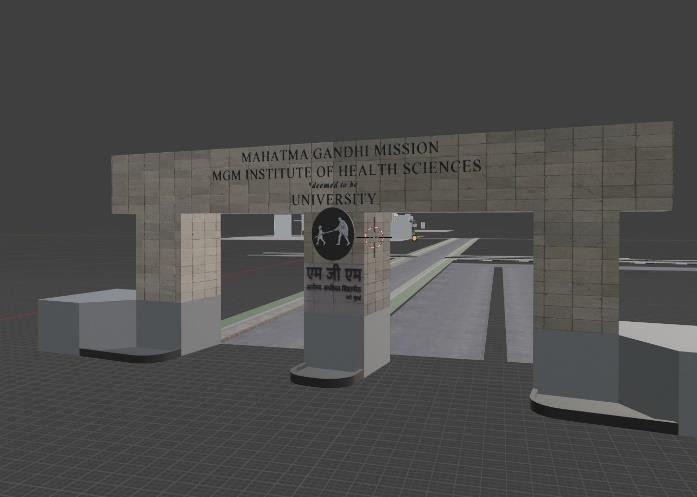 MAHATMA GANDHI MISSION
MGM INSTITUTE OF HEALTH SCIENCES
"deemed to be
UNIVERSITY
एम जी एम